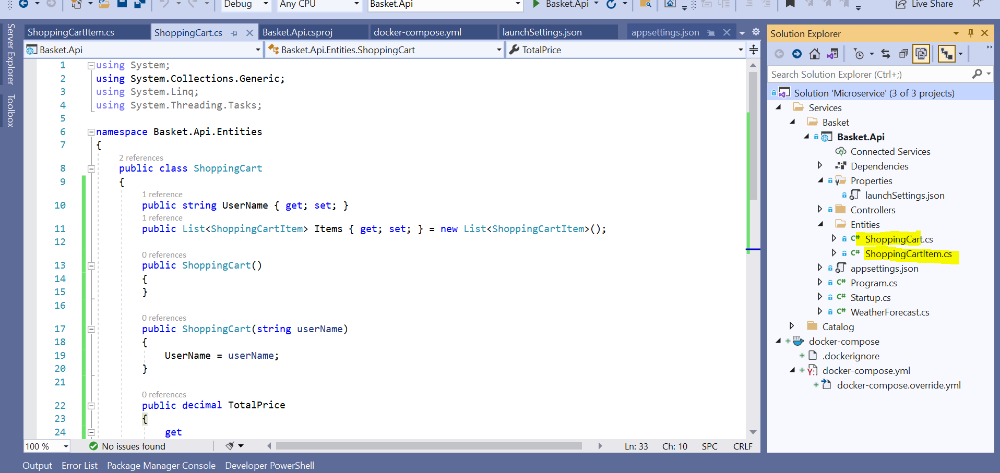 Debug Any CPU Basket.Api Basket.Api Live Share
Server Explorer
Toolbox
ShoppingCartItem.cs ShoppingCart.cs Basket.Api.csproj docker-compose.yml launchSettings.json appsettings.json
Basket.Api Basket.Api.Entities.ShoppingCart TotalPrice
1 using System;
2 using System.Collections.Generic;
3 using System.Linq;
4 using System.Threading.Tasks;
5
6 namespace Basket.Api.Entities
7 {
2 references
8 public class ShoppingCart
9 {
1 reference
10 public string UserName { get; set; }
1 reference
11 public List<ShoppingCartItem> Items { get; set; } = new List<ShoppingCartItem>();
12
0 references
13 public ShoppingCart()
14 {
15 }
16
0 references
17 public ShoppingCart(string userName)
18 {
19 UserName = userName;
20 }
21
0 references
22 public decimal TotalPrice
23 {
24 get
100 % No issues found Ln: 33 Ch: 10 SPC CRLF
Output Error List Package Manager Console Developer PowerShell
Solution Explorer
Search Solution Explorer (Ctrl+;)
Solution 'Microservice' (3 of 3 projects)
Services
Basket
Basket.Api
Connected Services
Dependencies
Properties
launchSettings.json
Controllers
Entities
C# ShoppingCart.cs
C# ShoppingCartItem.cs
appsettings.json
C# Program.cs
C# Startup.cs
C# WeatherForecast.cs
Catalog
docker-compose
.dockerignore
docker-compose.yml
docker-compose.override.yml